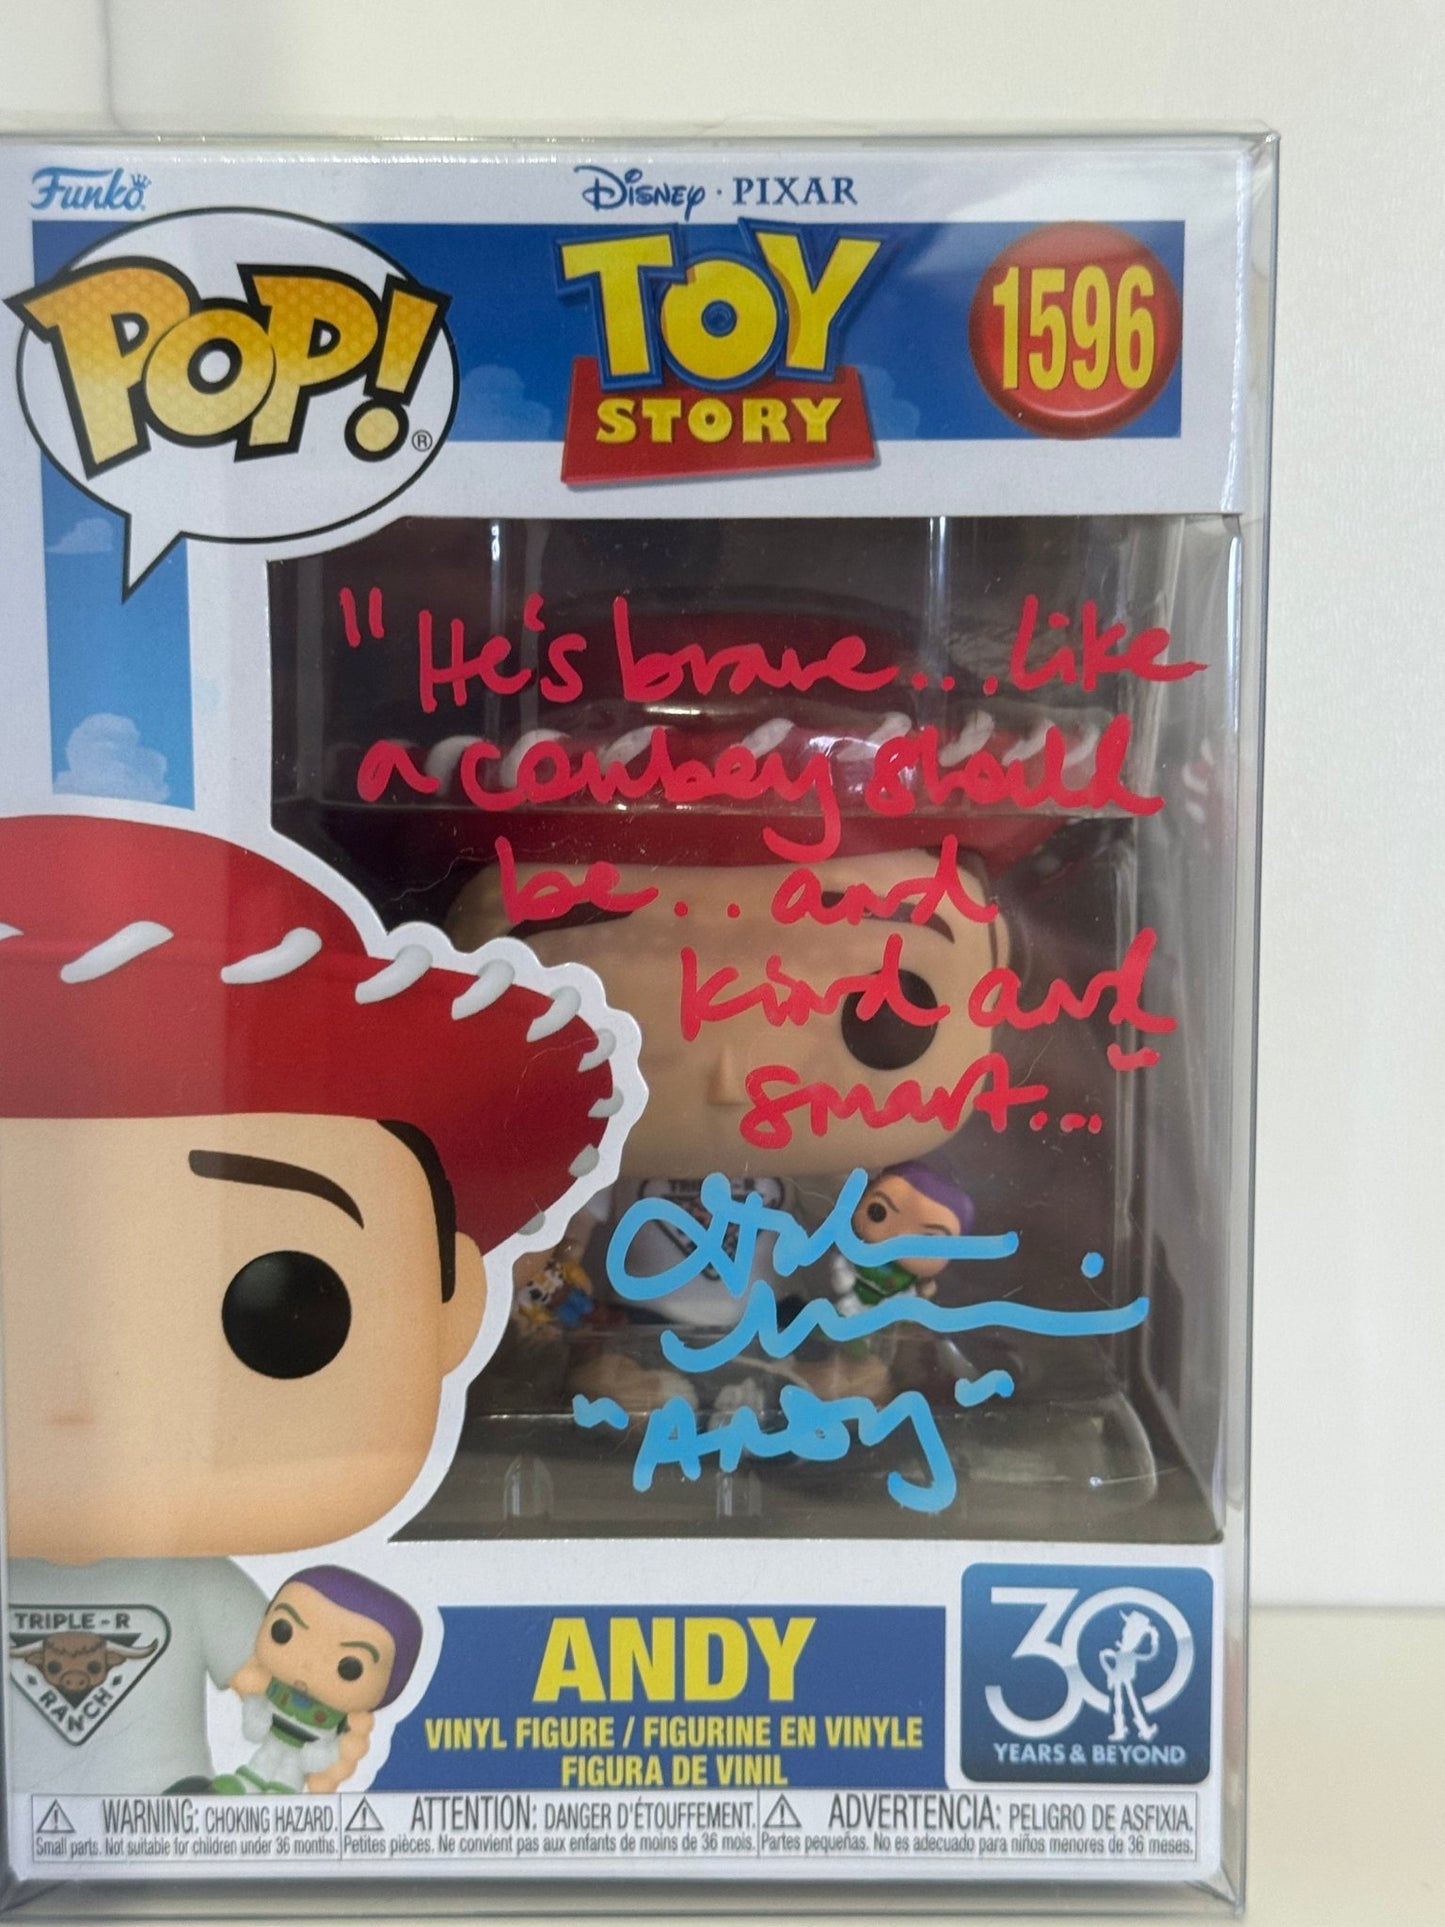 Funko
Disney · PIXAR
POP!®
TOY
STORY
1596
"He's brave... Like
a cowboy should
be.. and
kind and
smart..."
"ANDY"
TRIPLE-R
RANCH
ANDY
VINYL FIGURE / FIGURINE EN VINYLE
FIGURA DE VINIL
30
YEARS & BEYOND
WARNING: CHOKING HAZARD.
Small parts. Not suitable for children under 36 months.
ATTENTION: DANGER D'ÉTOUFFEMENT.
Petites pièces. Ne convient pas aux enfants de moins de 36 mois.
ADVERTENCIA: PELIGRO DE ASFIXIA.
Partes pequeñas. No es adecuado para niños menores de 36 meses.